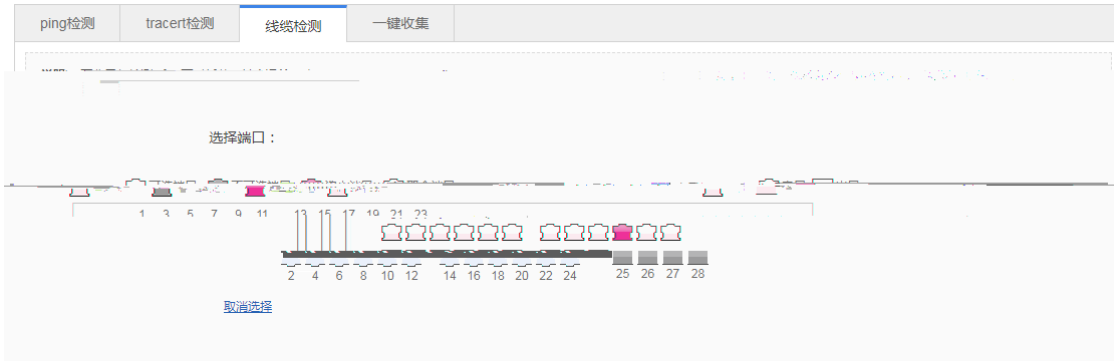 ping检测 tracert检测 线缆检测 一键收集
选择端口：
1 3 5 7 9 11 13 15 17 19 21 23
2 4 6 8 10 12 14 16 18 20 22 24 25 26 27 28
取消选择